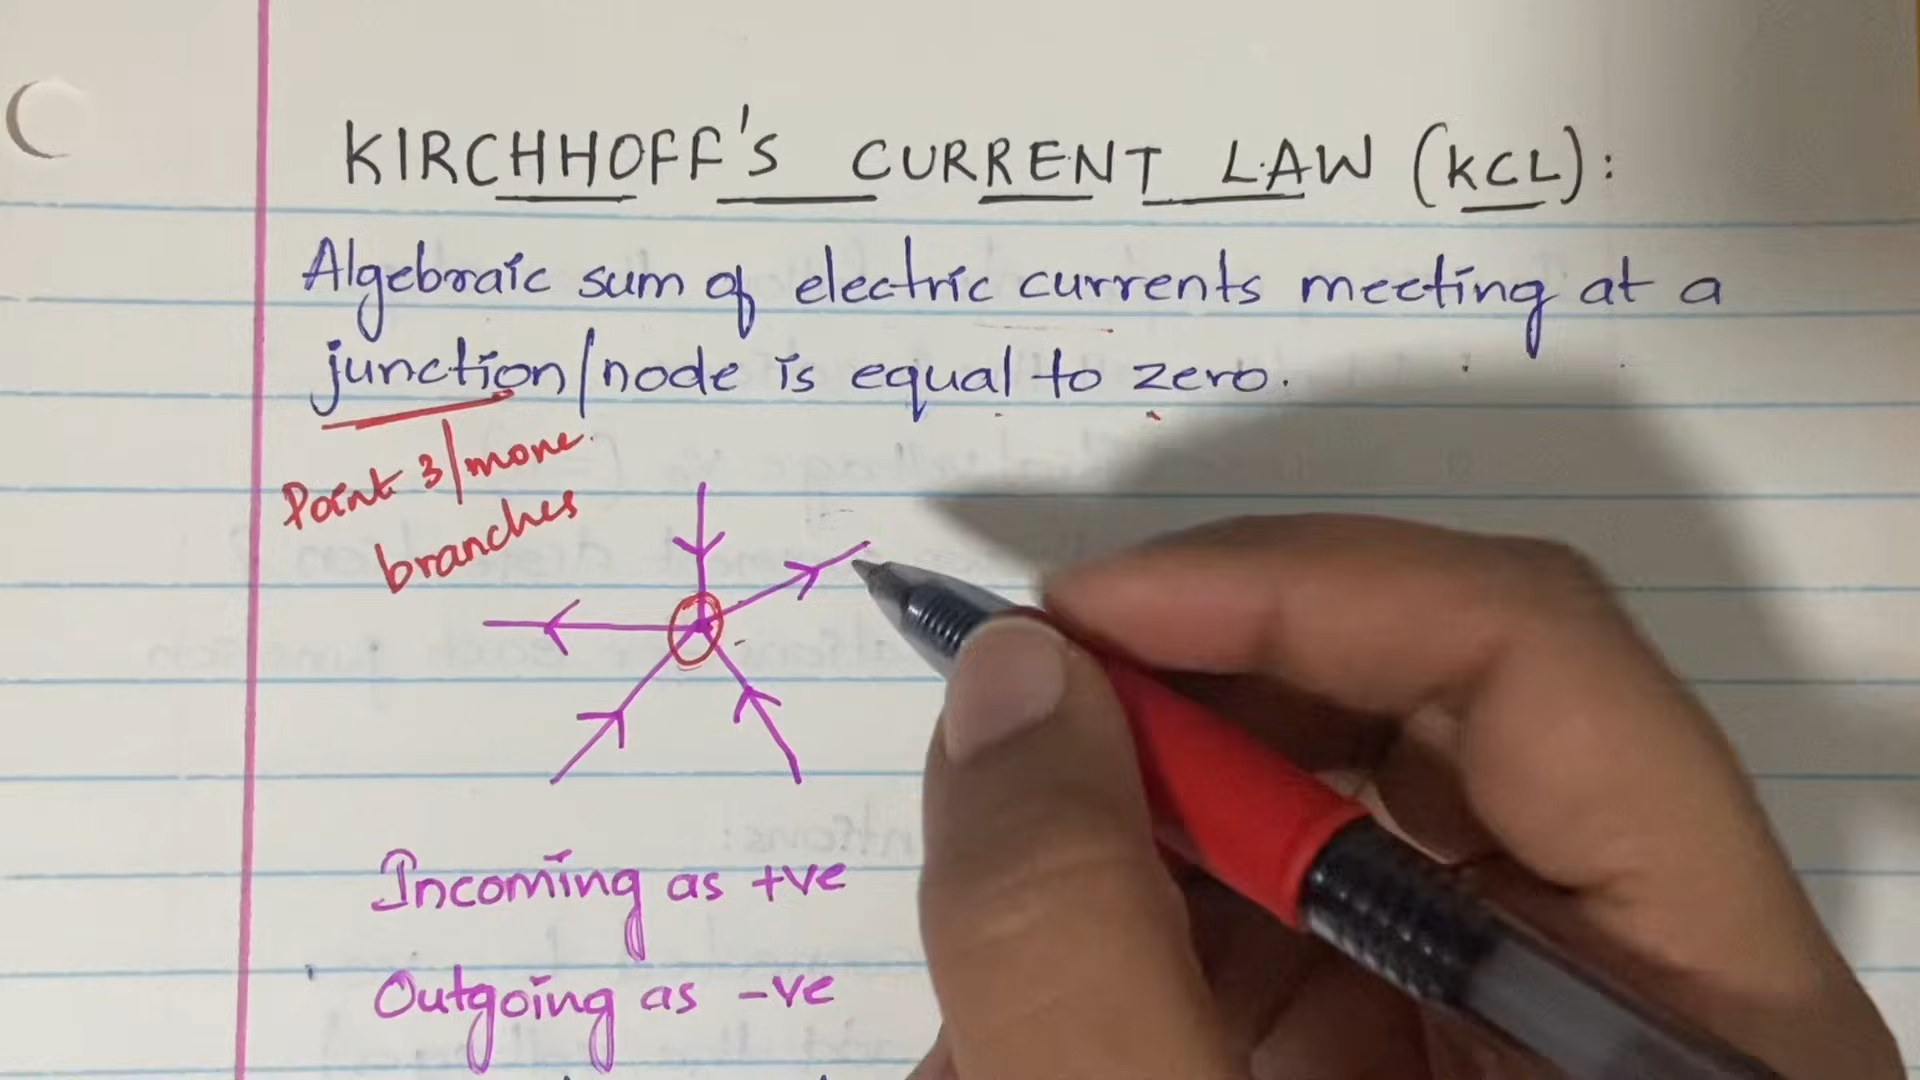 KIRCHHOFF'S CURRENT LAW (KCL):
Algebraic sum of electric currents meeting at a
junction/node is equal to zero.
Point 3/more
branches
Incoming as +ve
Outgoing as -ve